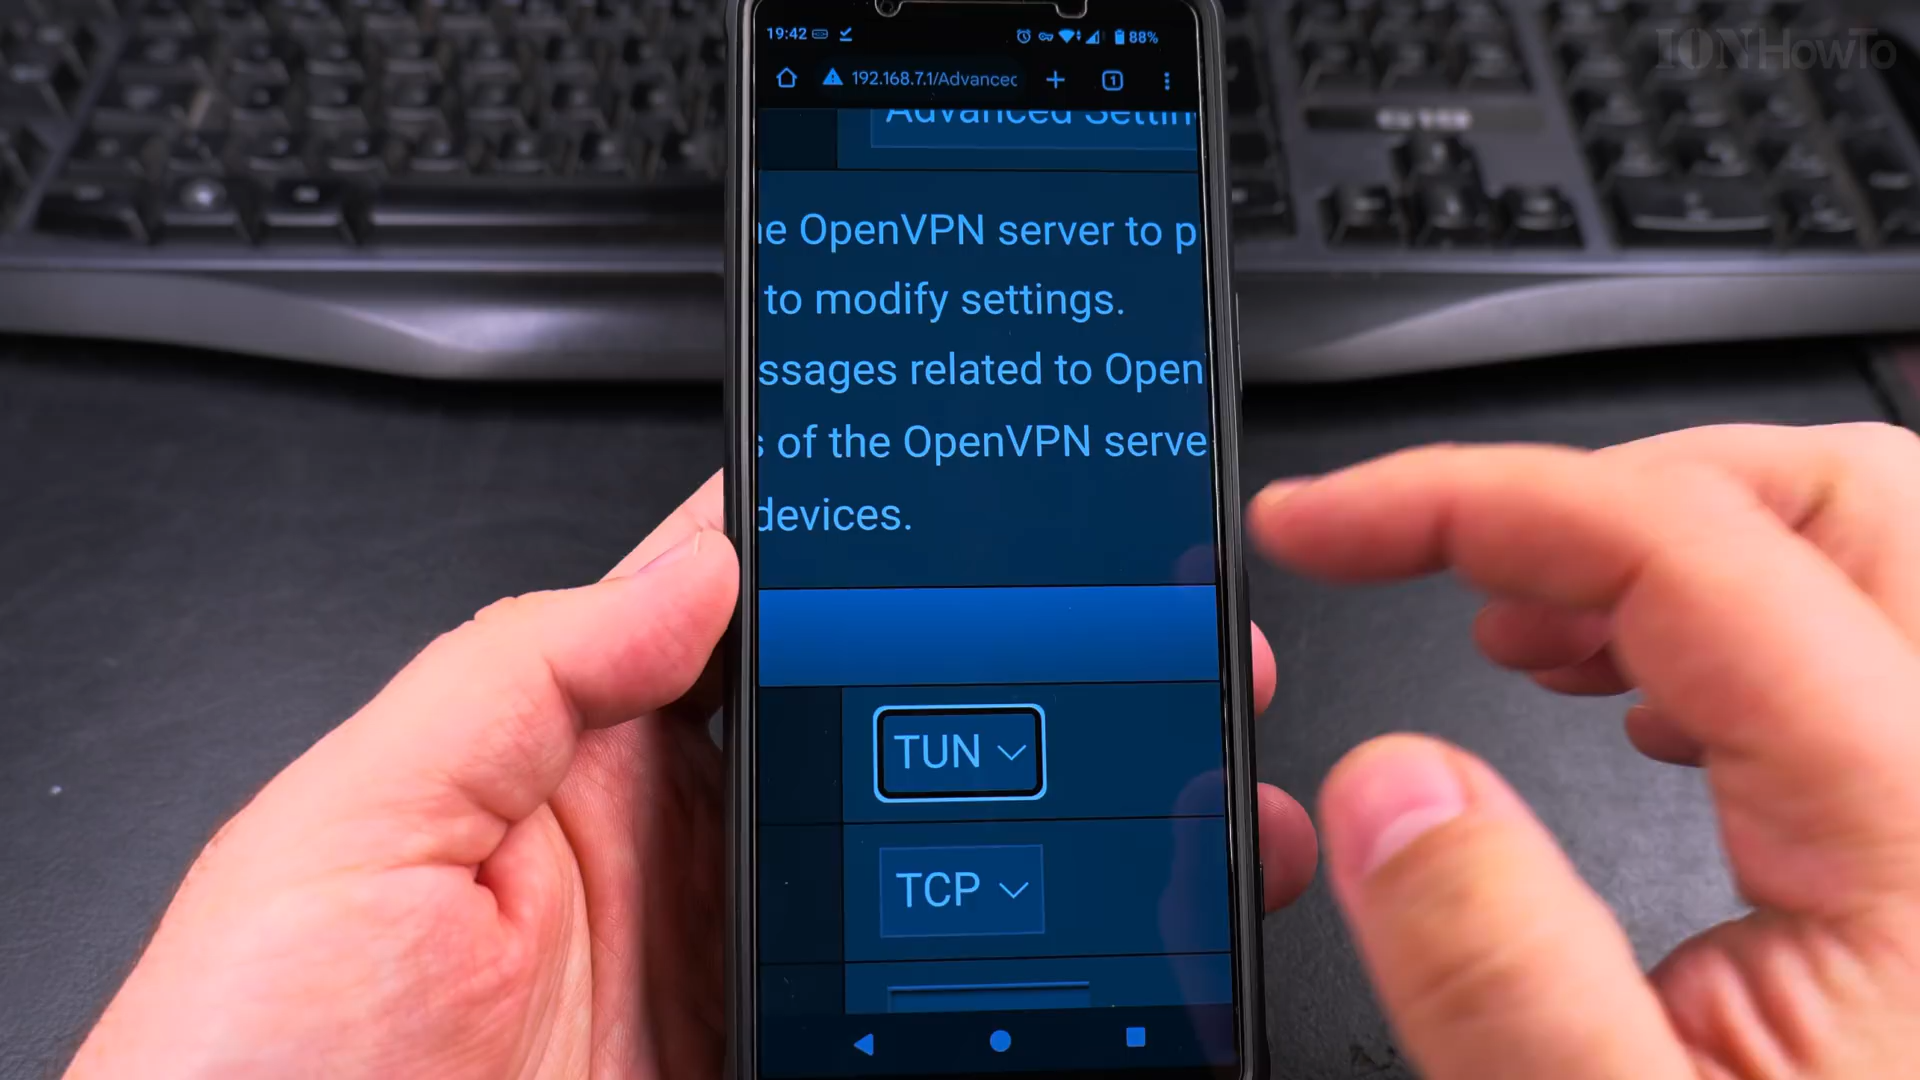 IONHowTo
19:42
88%
192.168.7.1/Advanced
1
Advanced Settin
e OpenVPN server to p
to modify settings.
ssages related to Open
s of the OpenVPN serve
devices.
TUN
TCP